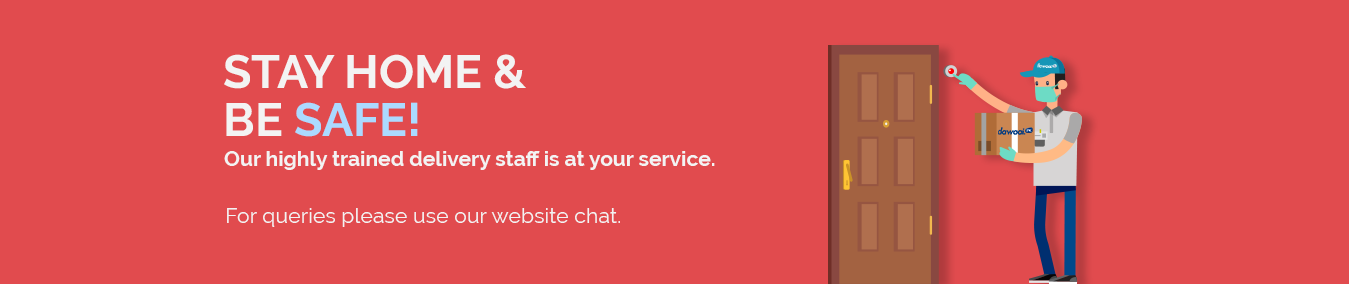 STAY HOME &
BE SAFE!
Our highly trained delivery staff is at your service.
For queries please use our website chat.
dawaai